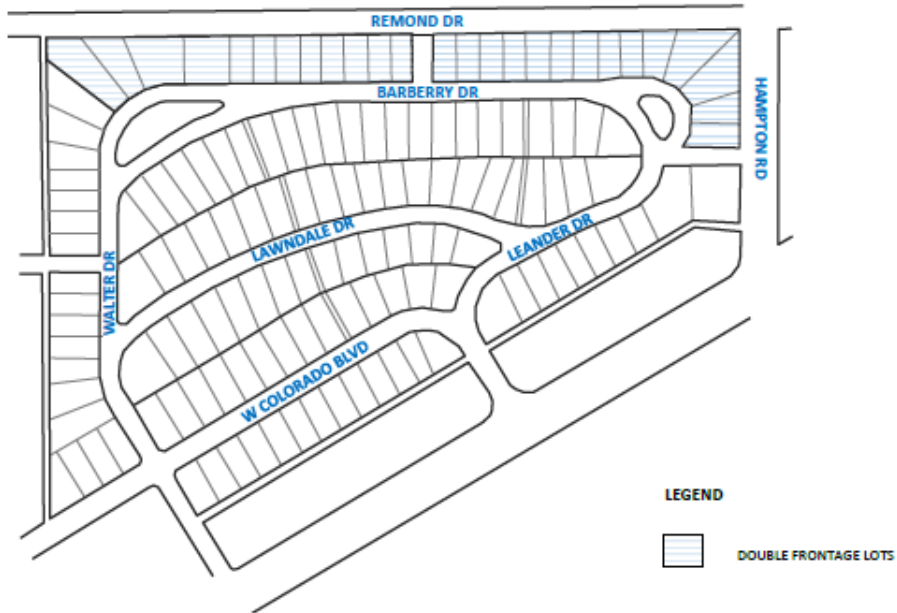 REMOND DR
BARBERRY DR
HAMPTON RD
LAWNDALE DR
LEANDER DR
WALTER DR
W COLORADO BLVD
LEGEND
DOUBLE FRONTAGE LOTS